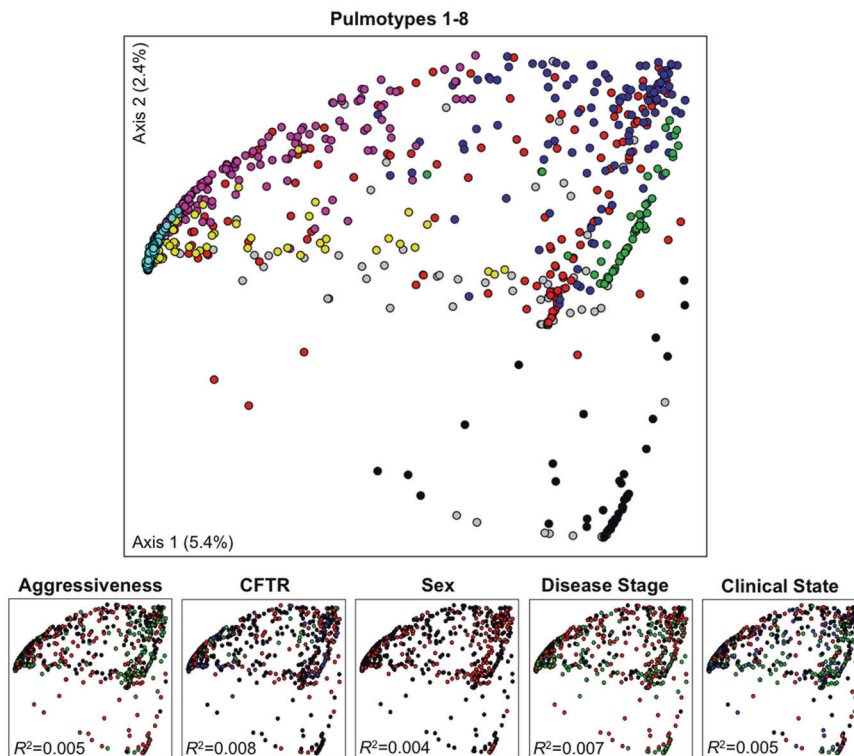 Pulmotypes 1-8
Axis 2 (2.4%)
Axis 1 (5.4%)
Aggressiveness
CFTR
Sex
Disease Stage
Clinical State
R²=0.005
R²=0.008
R²=0.004
R²=0.007
R²=0.005